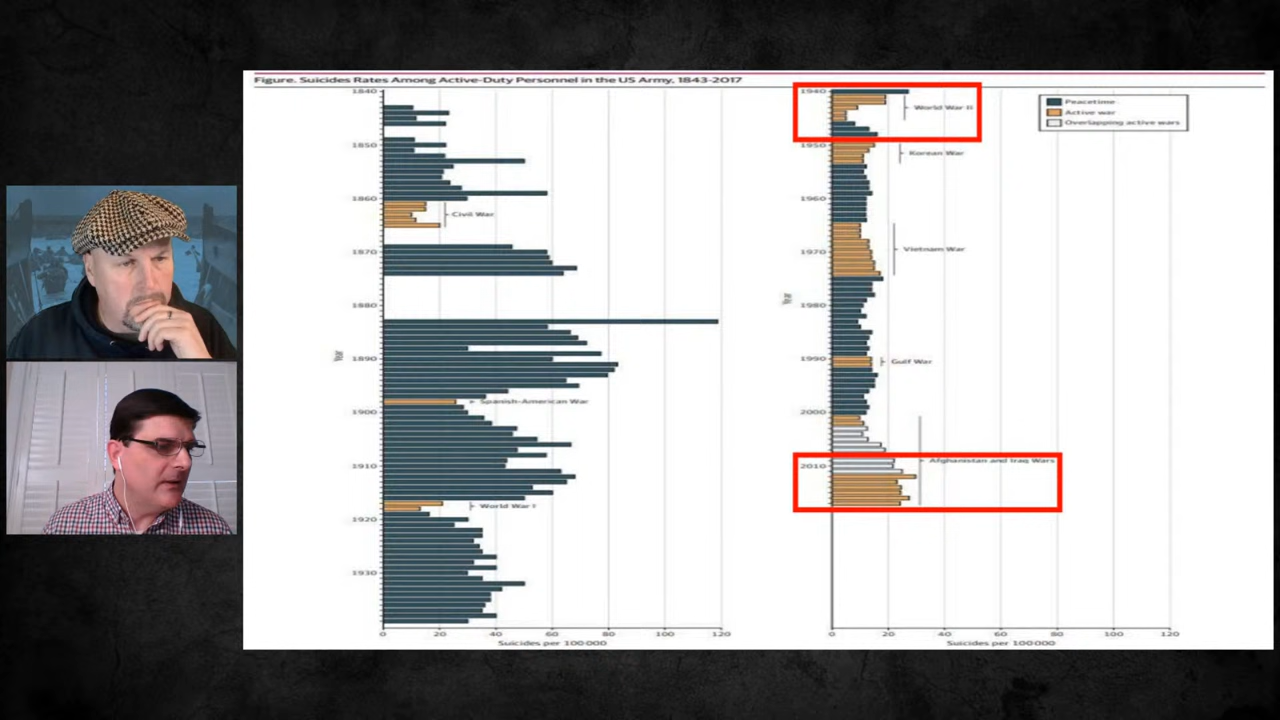 Figure. Suicides Rates Among Active-Duty Personnel in the US Army, 1843-2017
1840
1850
1860
Civil War
1870
1880
Year
1890
Spanish-American War
1900
1910
World War I
1920
1930
0 20 40 60 80 100 120
Suicides per 100 000
1940
World War II
1950
Korean War
1960
Vietnam War
1970
Year
1980
1990
Gulf War
2000
Afghanistan and Iraq Wars
2010
0 20 40 60 80 100 120
Suicides per 100 000
Peacetime
Active war
Overlapping active wars